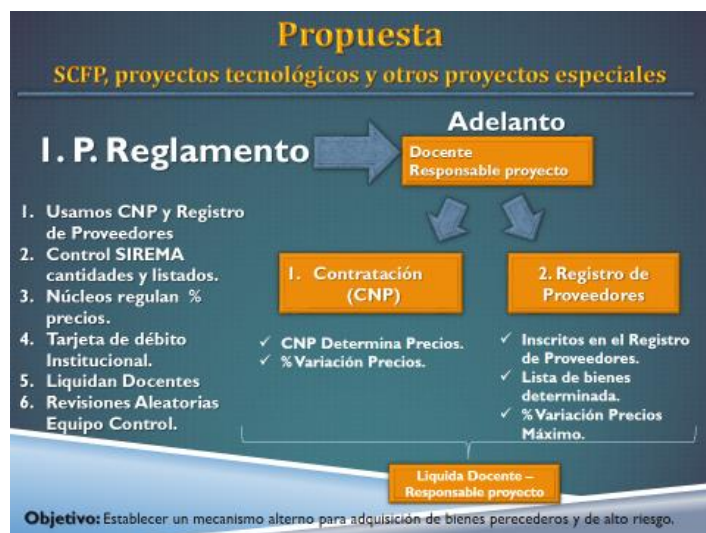 Propuesta
SCFP, proyectos tecnológicos y otros proyectos especiales
1. P. Reglamento
Adelanto
Docente
Responsable proyecto
1. Usamos CNP y Registro
de Proveedores
2. Control SIREMA
cantidades y listados.
3. Núcleos regulan %
precios.
4. Tarjeta de débito
Institucional.
5. Liquidan Docentes
6. Revisiones Aleatorias
Equipo Control.
1. Contratación
(CNP)
✓ CNP Determina Precios.
✓ % Variación Precios.
2. Registro de
Proveedores
✓ Inscritos en el Registro
de Proveedores.
✓ Lista de bienes
determinada.
✓ % Variación Precios
Máximo.
Liquida Docente –
Responsable proyecto
Objetivo: Establecer un mecanismo alterno para adquisición de bienes perecederos y de alto riesgo.